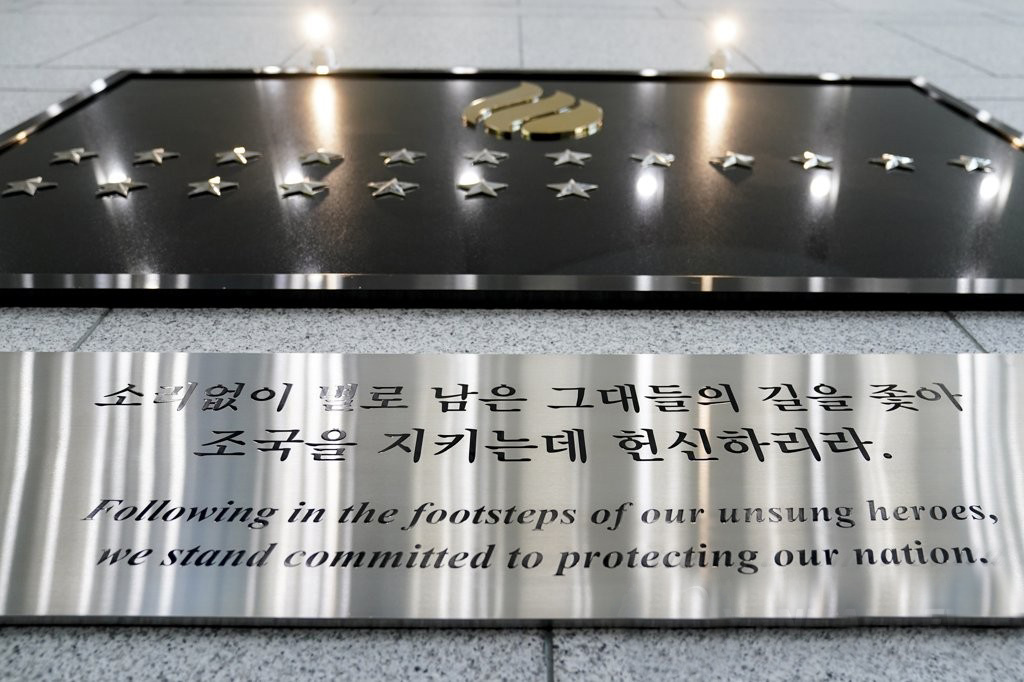 소리없이 별로 남은 그대들의 길을 좇아
조국을 지키는데 헌신하리라.
Following in the footsteps of our unsung heroes,
we stand committed to protecting our nation.